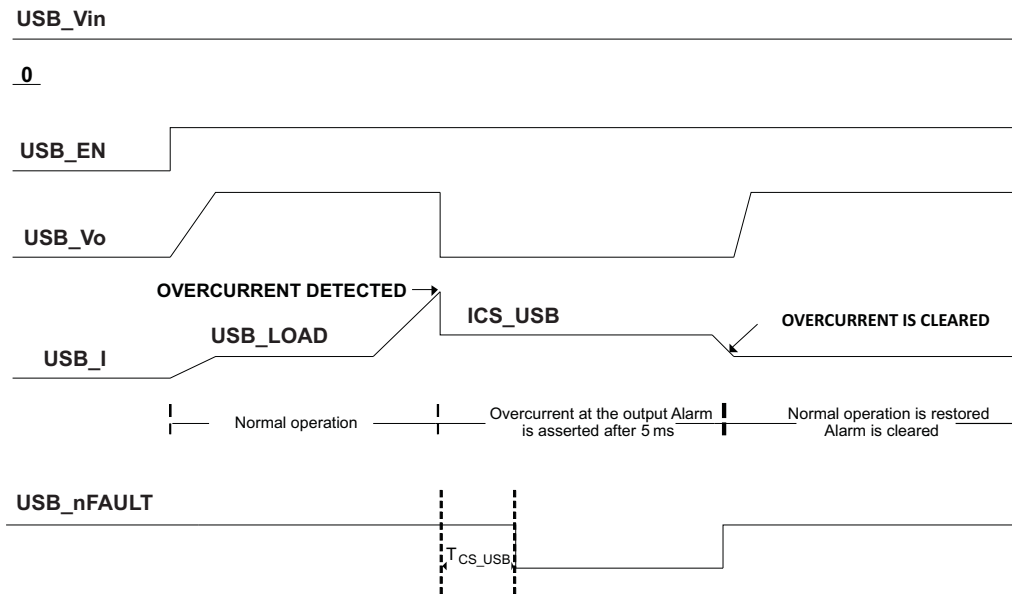 USB_Vin
0
USB_EN
USB_Vo
OVERCURRENT DETECTED
ICS_USB
OVERCURRENT IS CLEARED
USB_LOAD
USB_I
Normal operation
Overcurrent at the output Alarm
is asserted after 5 ms
Normal operation is restored
Alarm is cleared
USB_nFAULT
TCS_USB